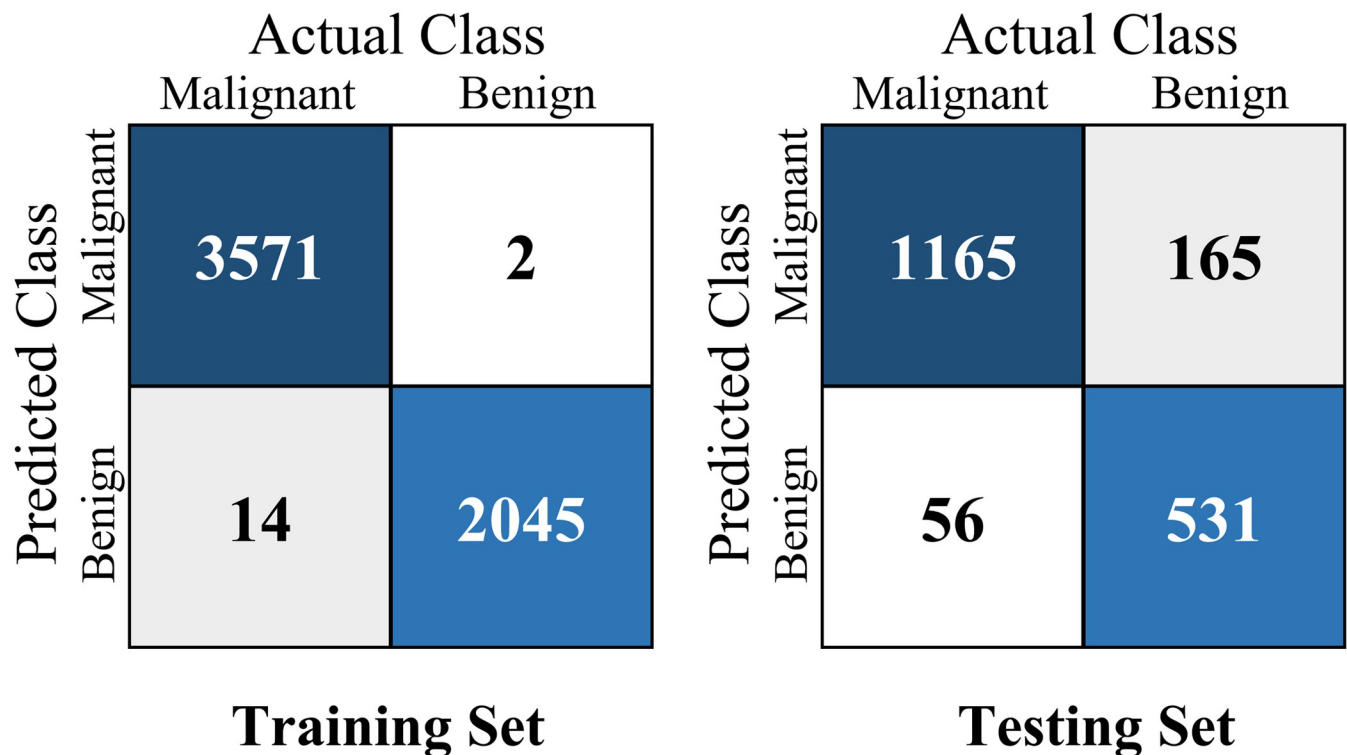 Actual Class
Malignant Benign
Predicted Class
Malignant
3571 2
Benign
14 2045
Training Set
Actual Class
Malignant Benign
Predicted Class
Malignant
1165 165
Benign
56 531
Testing Set